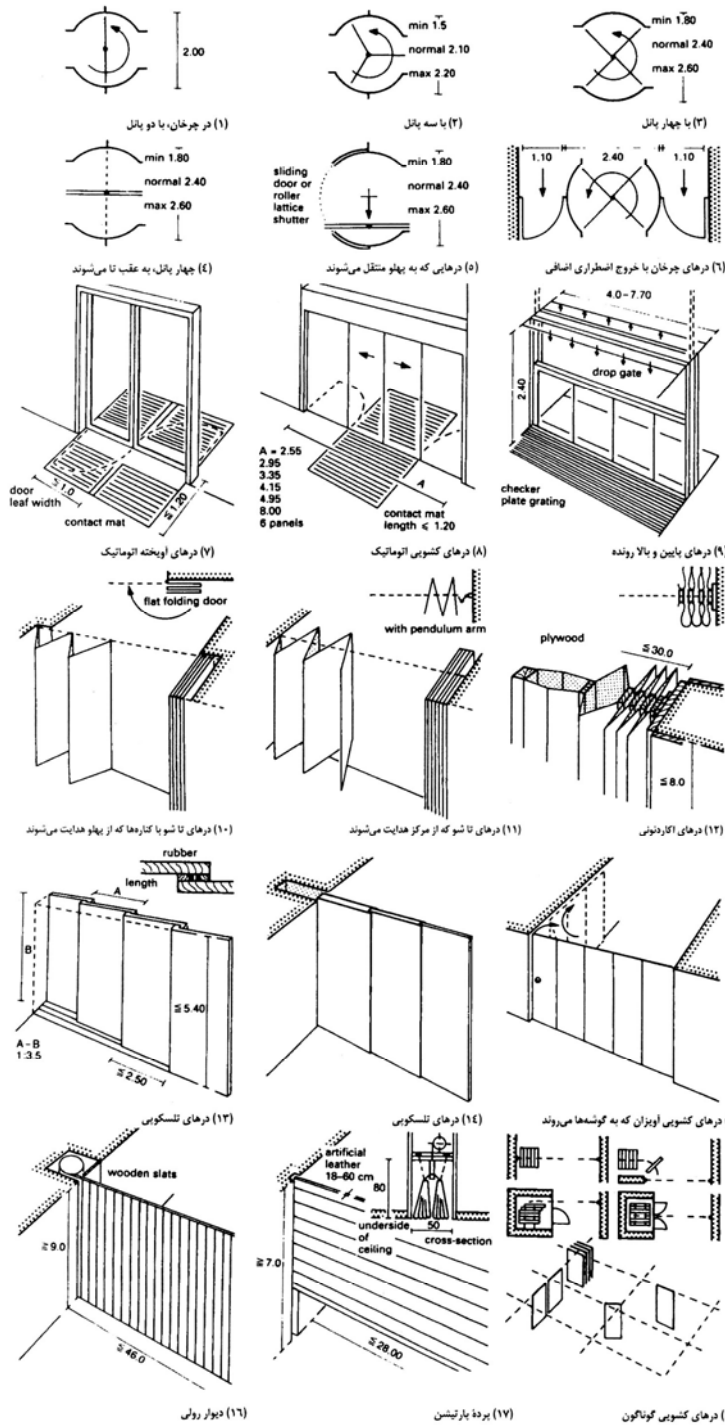 2.00
min 1.5
normal 2.10
max 2.20
min 1.80
normal 2.40
max 2.60
(۱) در چرخان، با دو پانل
(۲) با سه پانل
(۳) با چهار پانل
min 1.80
normal 2.40
max 2.60
sliding
door or
roller
lattice
shutter
min 1.80
normal 2.40
max 2.60
1.10
2.40
1.10
(٤) چهار پانل، به عقب تا می‌شوند
(۵) درهایی که به پهلو منتقل می‌شوند
(۶) درهای چرخان با خروج اضطراری اضافی
door
leaf width
≦ 1.0
contact mat
≦ 1.20
A = 2.55
2.95
3.35
4.15
4.95
8.00
6 panels
A
contact mat
length ⩽ 1.20
4.0–7.70
drop gate
2.40
checker
plate grating
(۷) درهای آویخته اتوماتیک
(۸) درهای کشویی اتوماتیک
(۹) درهای پایین و بالا رونده
flat folding door
with pendulum arm
plywood
≦ 30.0
≦ 8.0
(۱۰) درهای تا شو با کناره‌ها که از پهلو هدایت می‌شوند
(۱۱) درهای تا شو که از مرکز هدایت می‌شوند
(۱۲) درهای آکاردئونی
rubber
length
A
B
≦ 5.40
A – B
1:3.5
≦ 2.50
(۱۳) درهای تلسکوپی
(۱٤) درهای تلسکوپی
درهای کشویی آویزان که به گوشه‌ها می‌روند
wooden slats
≧ 9.0
≦ 46.0
artificial
leather
18–60 cm
80
underside
of
ceiling
50
cross-section
≧ 7.0
≦ 28.00
(۱۶) دیوار رولی
(۱۷) پردهٔ پارتیشن
) درهای کشویی گوناگون